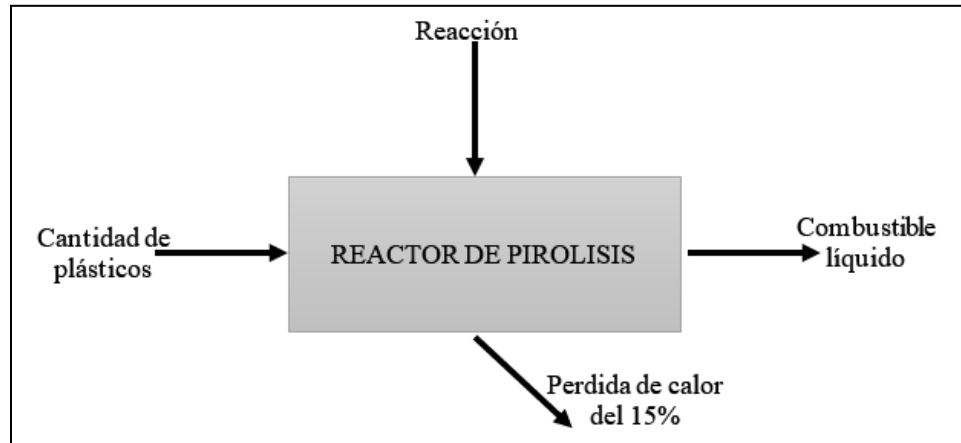 Reacción
Cantidad de
plásticos
REACTOR DE PIROLISIS
Combustible
líquido
Perdida de calor
del 15%